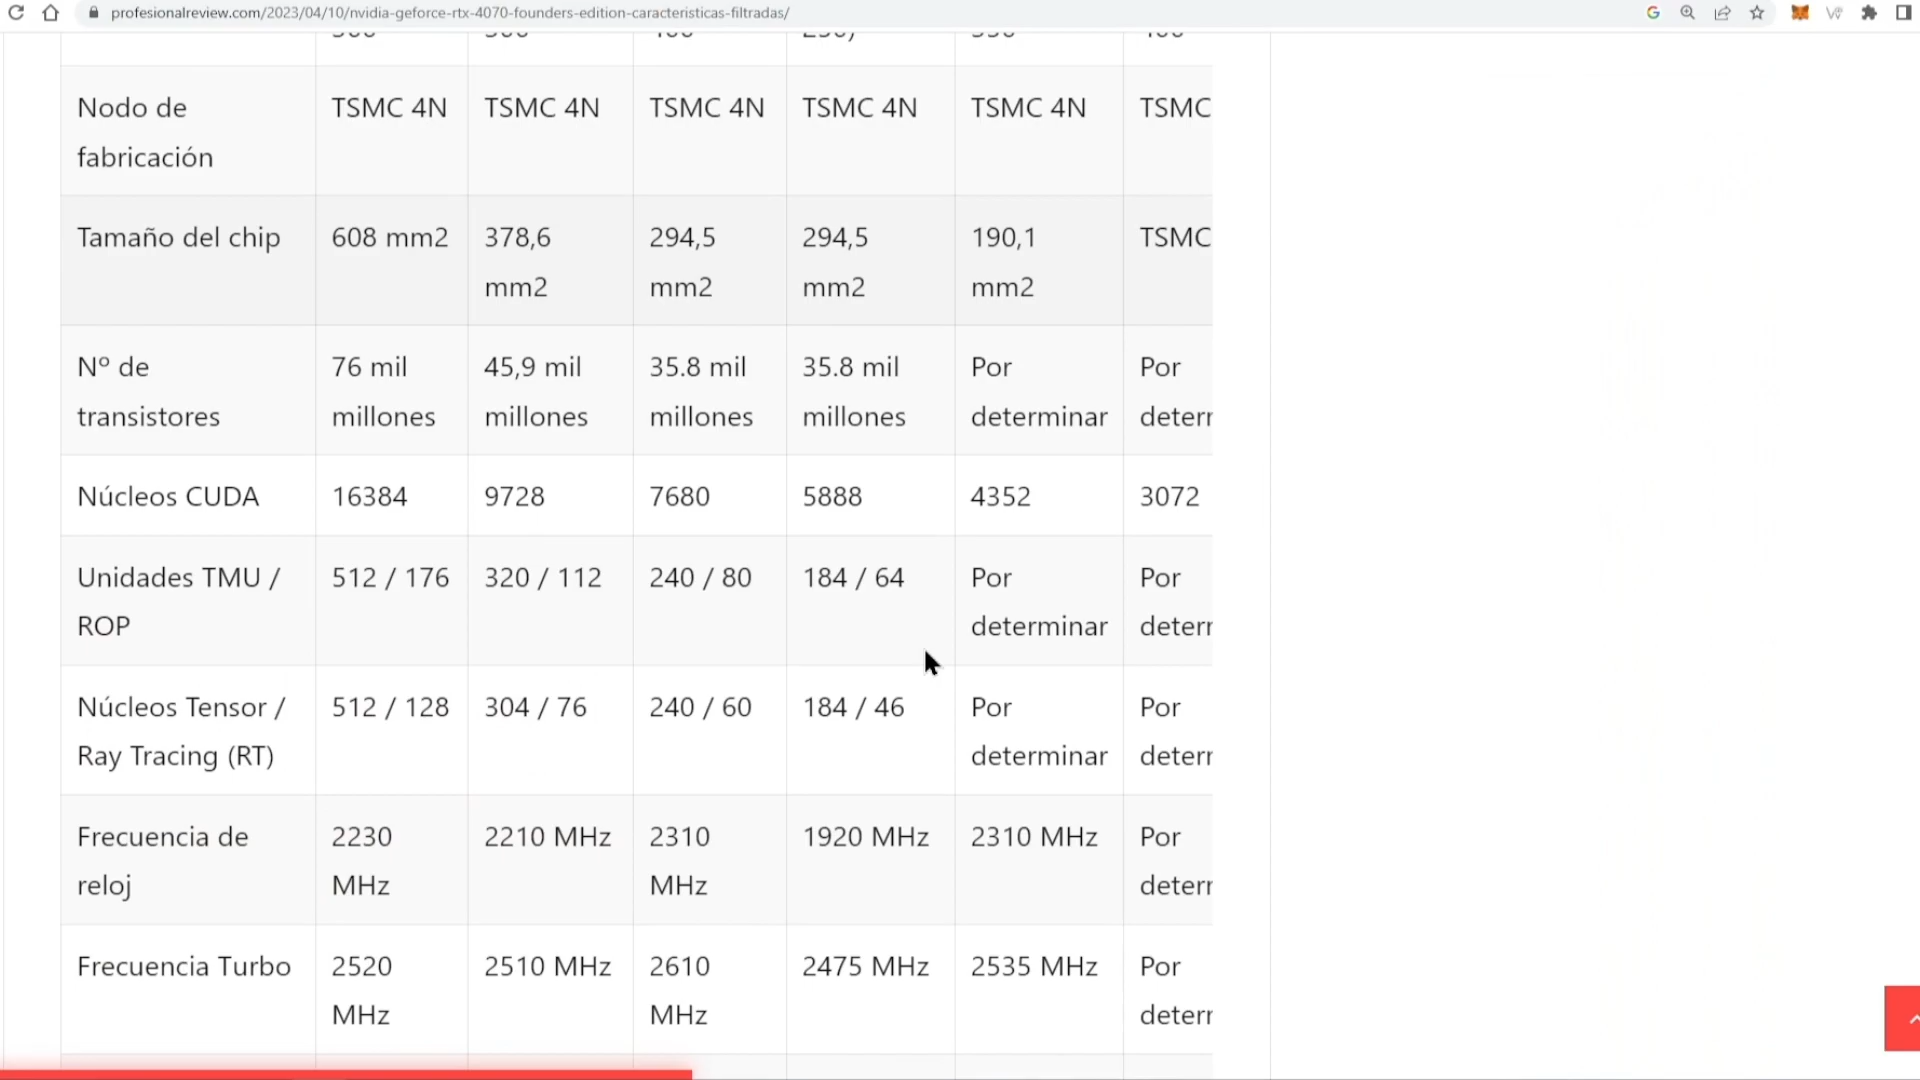 profesionalreview.com/2023/04/10/nvidia-geforce-rtx-4070-founders-edition-caracteristicas-filtradas/
Nodo de fabricación TSMC 4N TSMC 4N TSMC 4N TSMC 4N TSMC 4N TSMC
Tamaño del chip 608 mm2 378,6 mm2 294,5 mm2 294,5 mm2 190,1 mm2 TSMC
Nº de transistores 76 mil millones 45,9 mil millones 35.8 mil millones 35.8 mil millones Por determinar Por deterr
Núcleos CUDA 16384 9728 7680 5888 4352 3072
Unidades TMU / ROP 512 / 176 320 / 112 240 / 80 184 / 64 Por determinar Por deterr
Núcleos Tensor / Ray Tracing (RT) 512 / 128 304 / 76 240 / 60 184 / 46 Por determinar Por deterr
Frecuencia de reloj 2230 MHz 2210 MHz 2310 MHz 1920 MHz 2310 MHz Por deterr
Frecuencia Turbo 2520 MHz 2510 MHz 2610 MHz 2475 MHz 2535 MHz Por deterr